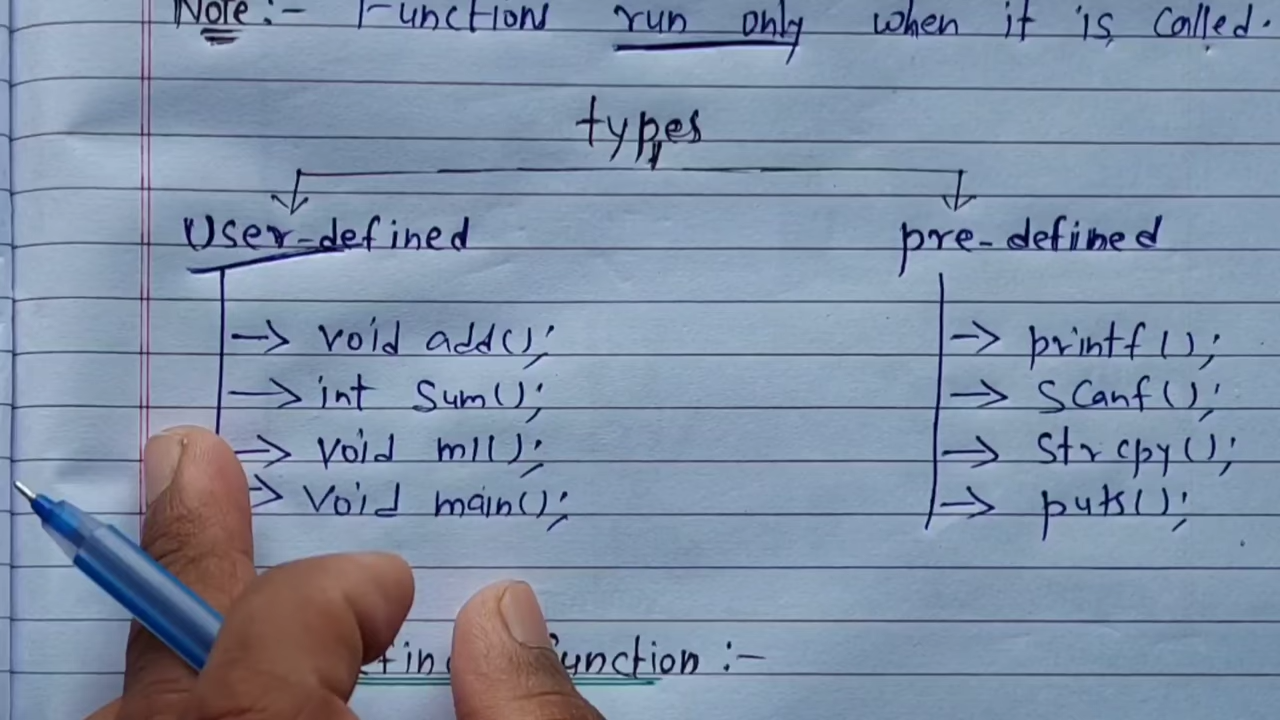 Note :- Functions run only when it is called.
types
User-defined pre-defined
→ void add(); → printf();
→ int Sum(); → Scanf();
→ Void m1(); → Strcpy();
→ Void main(); → puts();
function :-